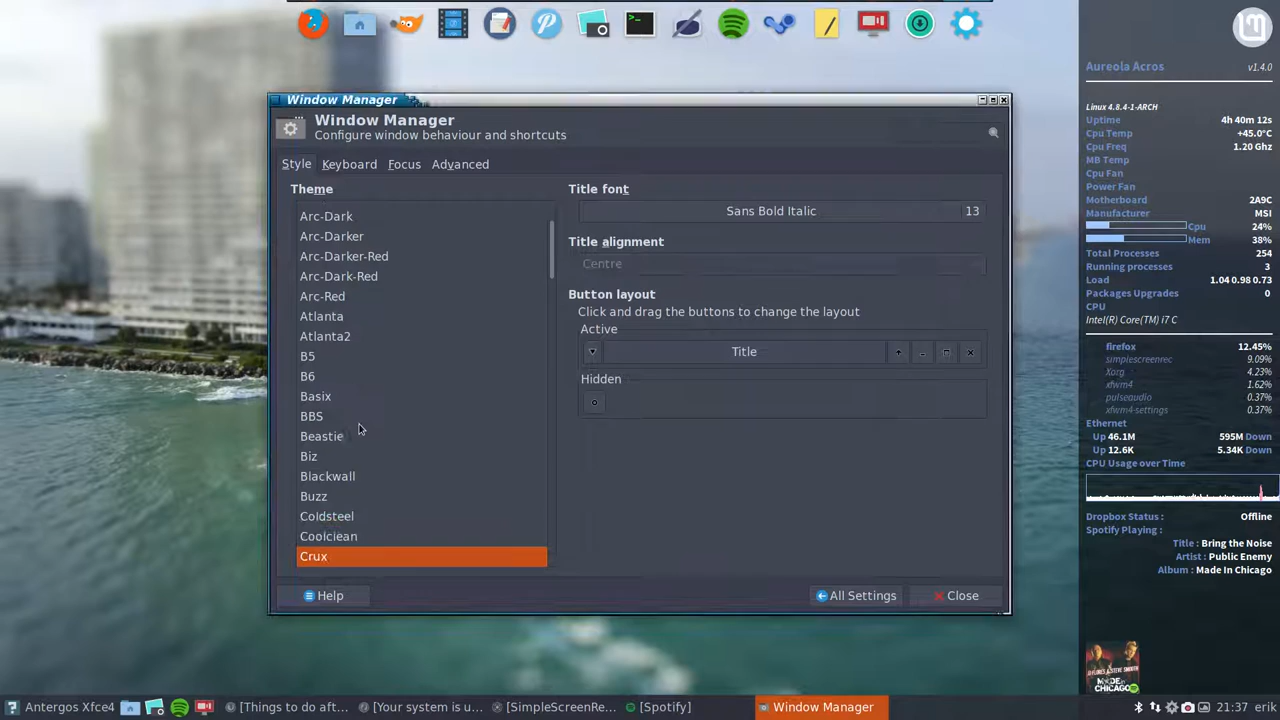 Window Manager
Window Manager
Configure window behaviour and shortcuts
Style Keyboard Focus Advanced
Theme
Arc-Dark
Arc-Darker
Arc-Darker-Red
Arc-Dark-Red
Arc-Red
Atlanta
Atlanta2
B5
B6
Basix
BBS
Beastie
Biz
Blackwall
Buzz
Coldsteel
Coolclean
Crux
Title font
Sans Bold Italic 13
Title alignment
Centre
Button layout
Click and drag the buttons to change the layout
Active
Title
Hidden
Help
All Settings
Close
Aureola Acros v1.4.0
Linux 4.8.4-1-ARCH
Uptime 4h 40m 12s
Cpu Temp +45.0°C
Cpu Freq 1.20 Ghz
MB Temp
Cpu Fan
Power Fan
Motherboard 2A9C
Manufacturer MSI
Cpu 24%
Mem 38%
Total Processes 254
Running processes 3
Load 1.04 0.98 0.73
Packages Upgrades 0
CPU
Intel(R) Core(TM) i7 C
firefox 12.45%
simplescreenrec 9.09%
Xorg 4.23%
xfwm4 1.62%
pulseaudio 0.37%
xfwm4-settings 0.37%
Ethernet
Up 46.1M 595M Down
Up 12.6K 5.34K Down
CPU Usage over Time
Dropbox Status : Offline
Spotify Playing :
Title : Bring the Noise
Artist : Public Enemy
Album : Made In Chicago
MADE IN CHICAGO
Antergos Xfce4
[Things to do aft...
[Your system is u...
[SimpleScreenRe...
[Spotify]
Window Manager
21:37 erik